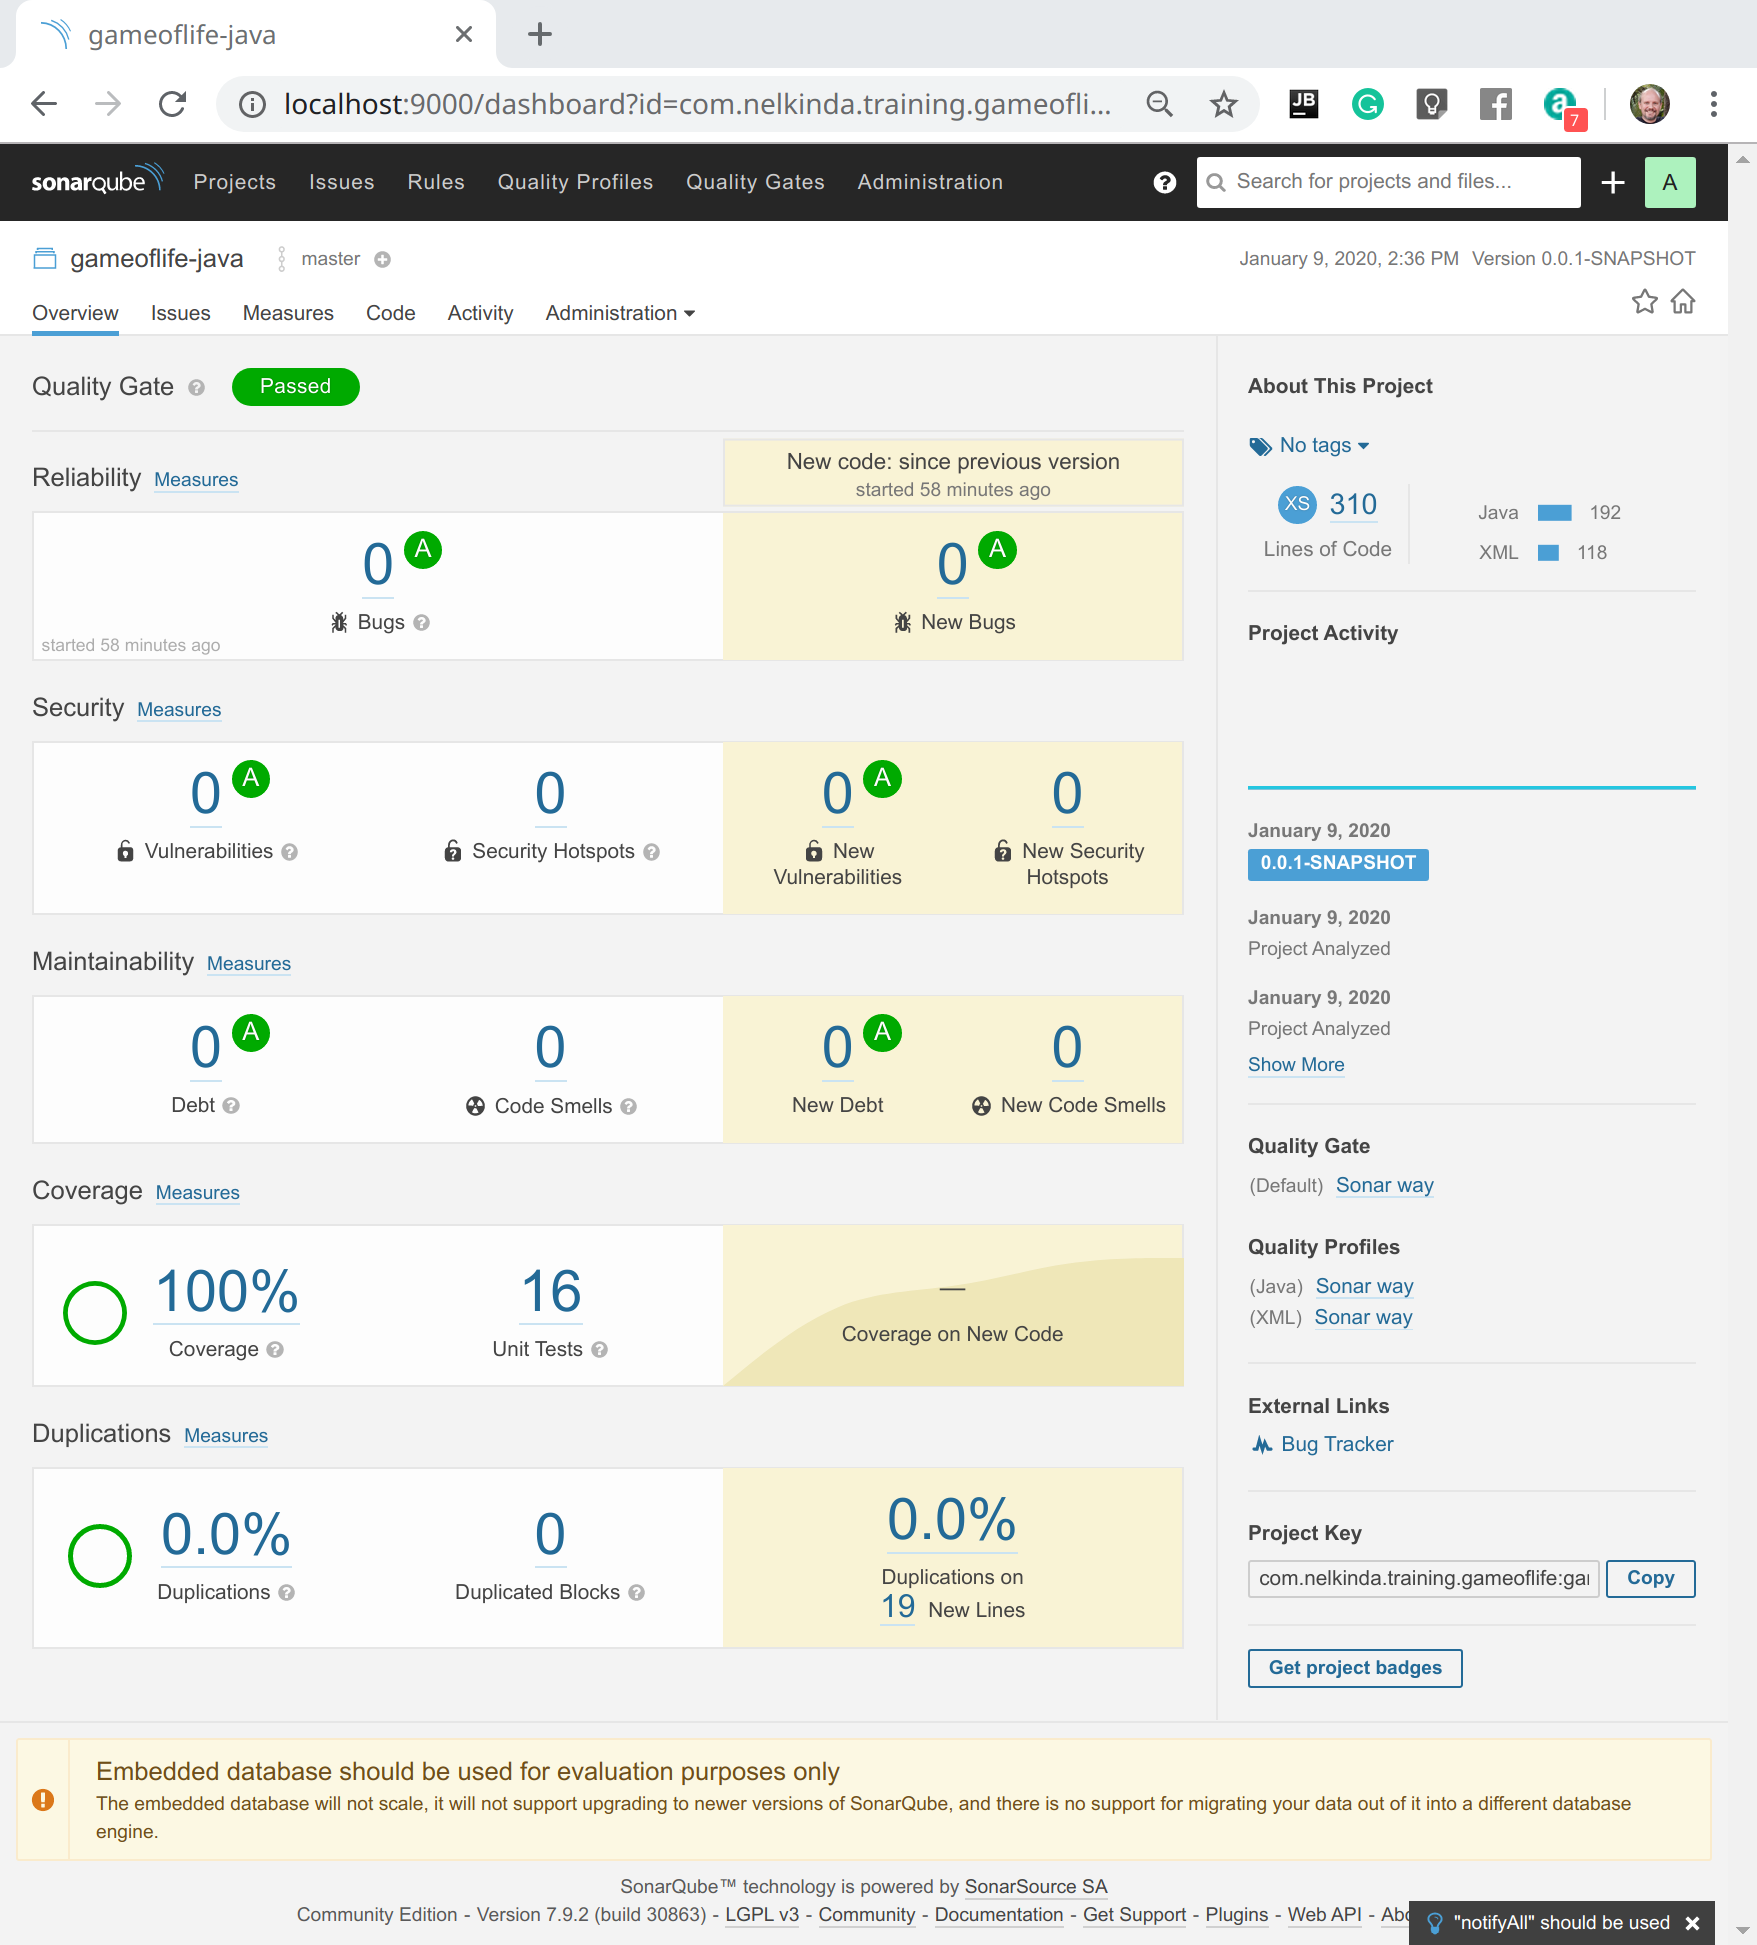 gameoflife-java
localhost:9000/dashboard?id=com.nelkinda.training.gameofli...
JB
G
a
7
sonarqube
Projects Issues Rules Quality Profiles Quality Gates Administration
? Search for projects and files... A
gameoflife-java master
January 9, 2020, 2:36 PM Version 0.0.1-SNAPSHOT
Overview Issues Measures Code Activity Administration
Quality Gate ? Passed
Reliability Measures
New code: since previous version
started 58 minutes ago
0 A
Bugs ?
started 58 minutes ago
0 A
New Bugs
Security Measures
0 A
Vulnerabilities ?
0
Security Hotspots ?
0 A
New
Vulnerabilities
0
New Security
Hotspots
Maintainability Measures
0 A
Debt ?
0
Code Smells ?
0 A
New Debt
0
New Code Smells
Coverage Measures
100%
Coverage ?
16
Unit Tests ?
—
Coverage on New Code
Duplications Measures
0.0%
Duplications ?
0
Duplicated Blocks ?
0.0%
Duplications on
19 New Lines
About This Project
No tags
XS 310
Lines of Code
Java 192
XML 118
Project Activity
January 9, 2020
0.0.1-SNAPSHOT
January 9, 2020
Project Analyzed
January 9, 2020
Project Analyzed
Show More
Quality Gate
(Default) Sonar way
Quality Profiles
(Java) Sonar way
(XML) Sonar way
External Links
Bug Tracker
Project Key
com.nelkinda.training.gameoflife:ga Copy
Get project badges
Embedded database should be used for evaluation purposes only
The embedded database will not scale, it will not support upgrading to newer versions of SonarQube, and there is no support for migrating your data out of it into a different database
engine.
SonarQube™ technology is powered by SonarSource SA
Community Edition - Version 7.9.2 (build 30863) - LGPL v3 - Community - Documentation - Get Support - Plugins - Web API -
"notifyAll" should be used